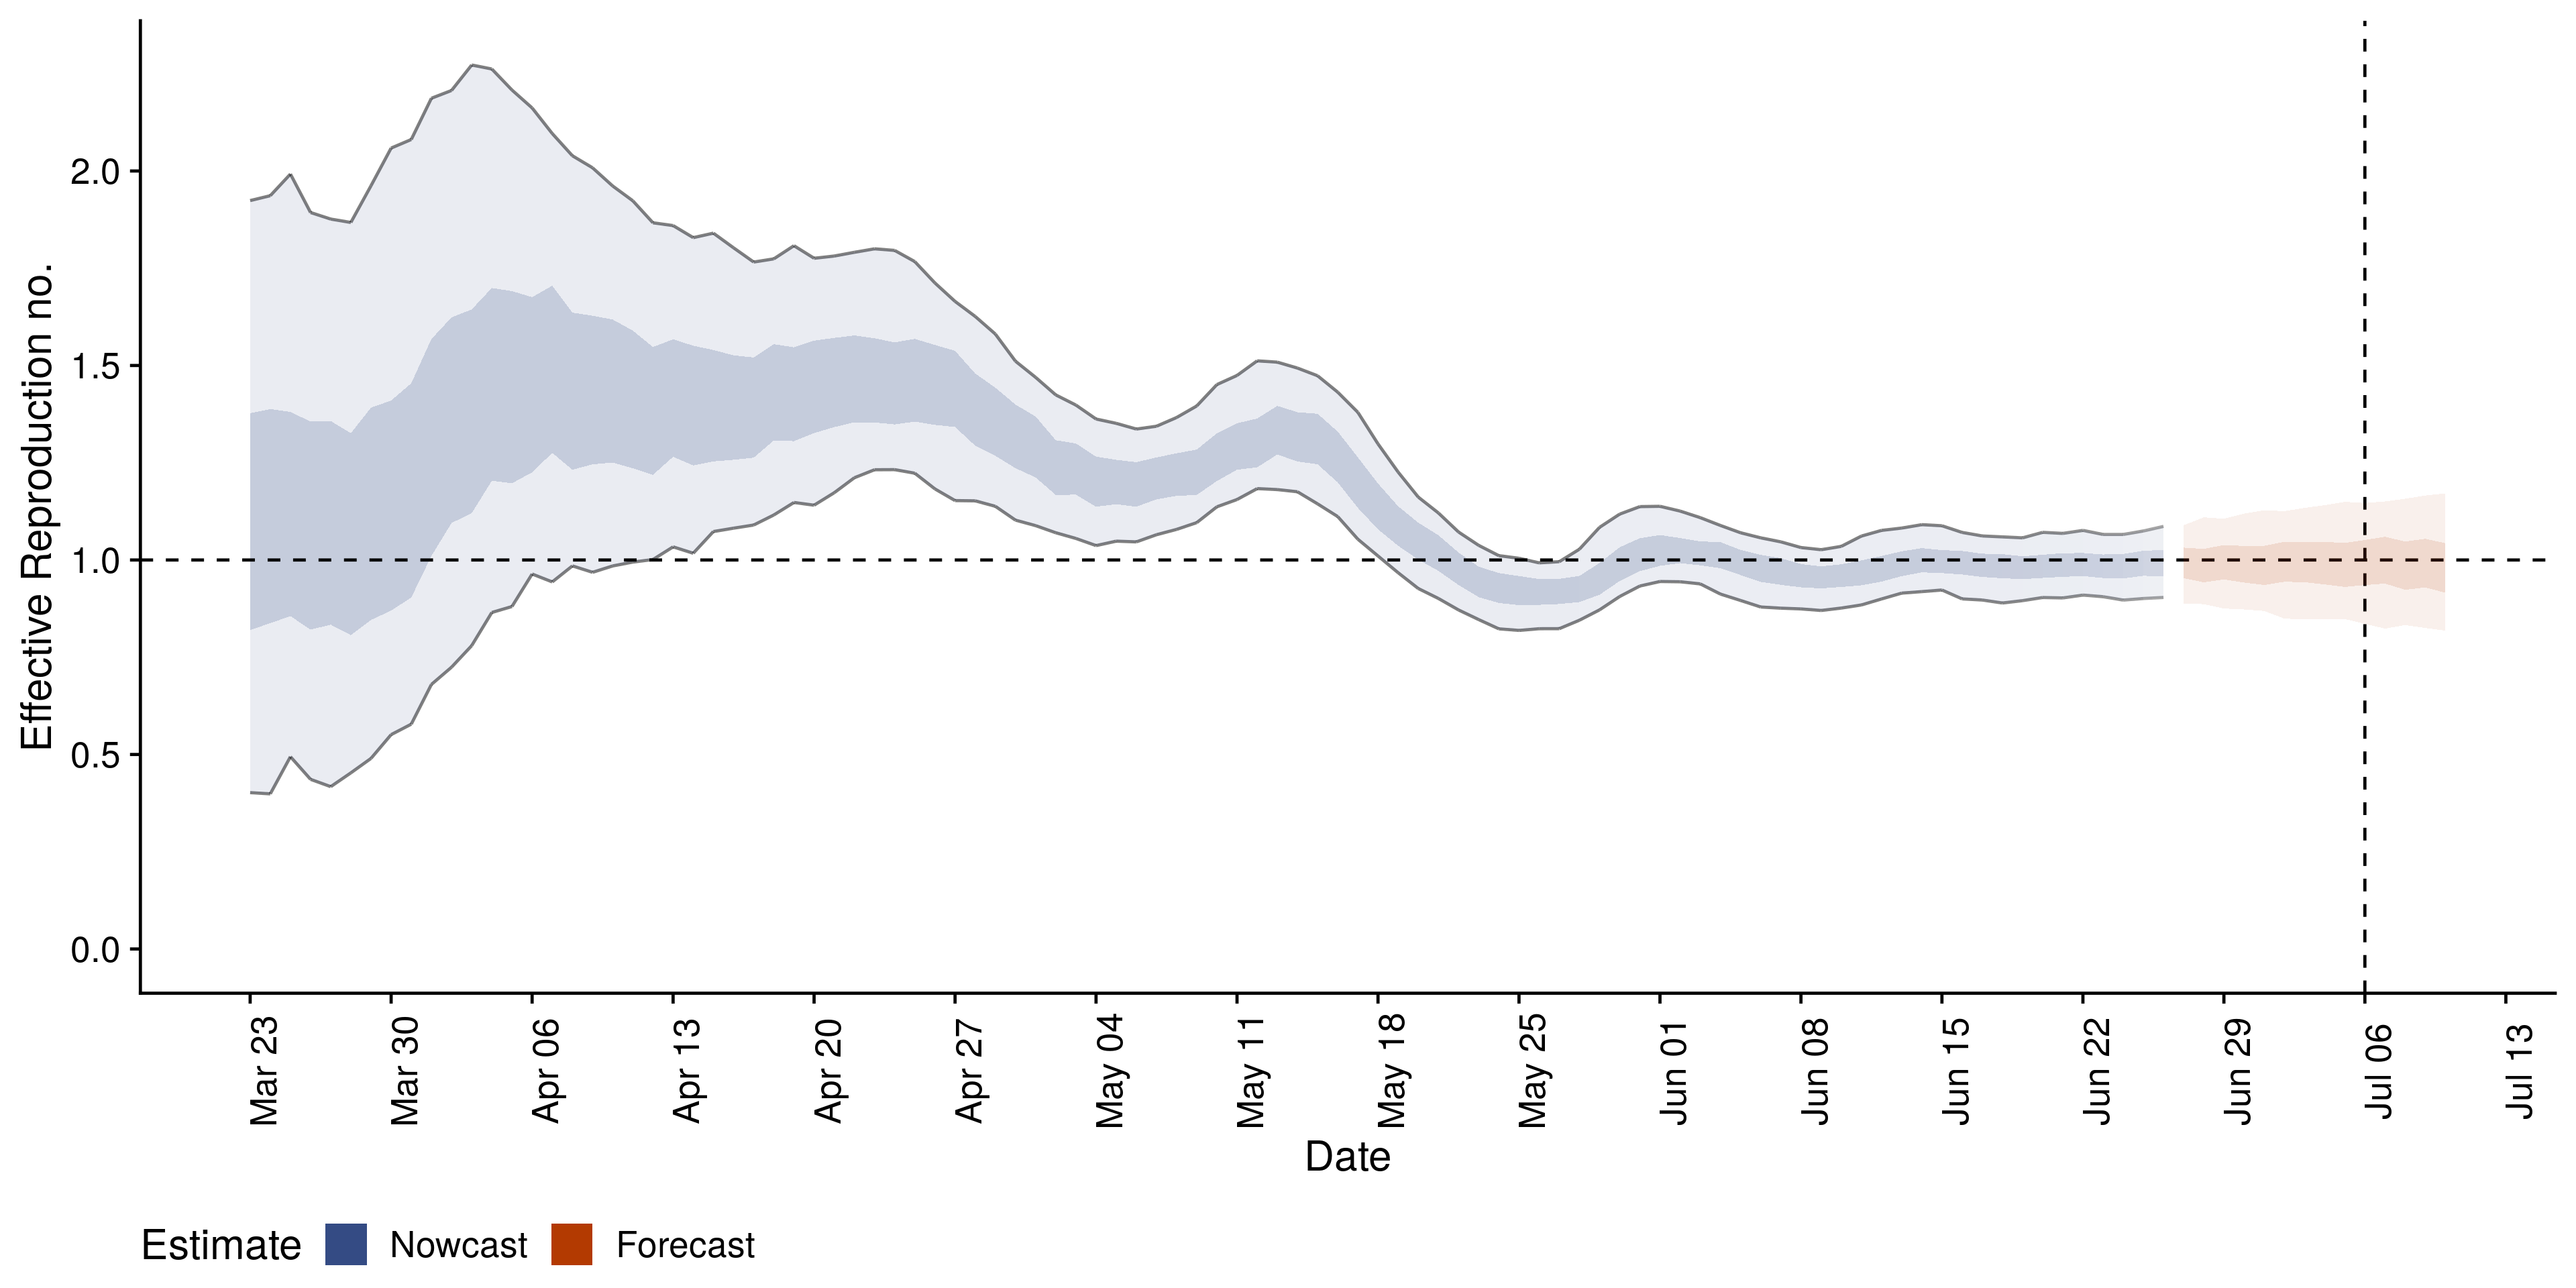 Effective Reproduction no.
2.0
1.5
1.0
0.5
0.0
Mar 23
Mar 30
Apr 06
Apr 13
Apr 20
Apr 27
May 04
May 11
May 18
May 25
Jun 01
Jun 08
Jun 15
Jun 22
Jun 29
Jul 06
Jul 13
Date
Estimate Nowcast Forecast